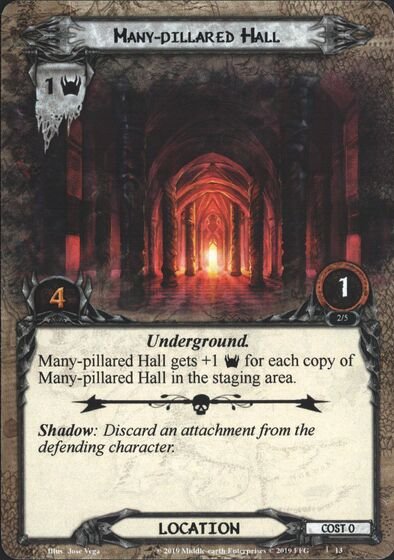 MANY-PILLARED HALL
1
4
1
2/5
Underground.
Many-pillared Hall gets +1 for each copy of
Many-pillared Hall in the staging area.
Shadow: Discard an attachment from the
defending character.
LOCATION
COST 0
Illus. Jose Vega
© 2019 Middle-earth Enterprises © 2019 FFG
13